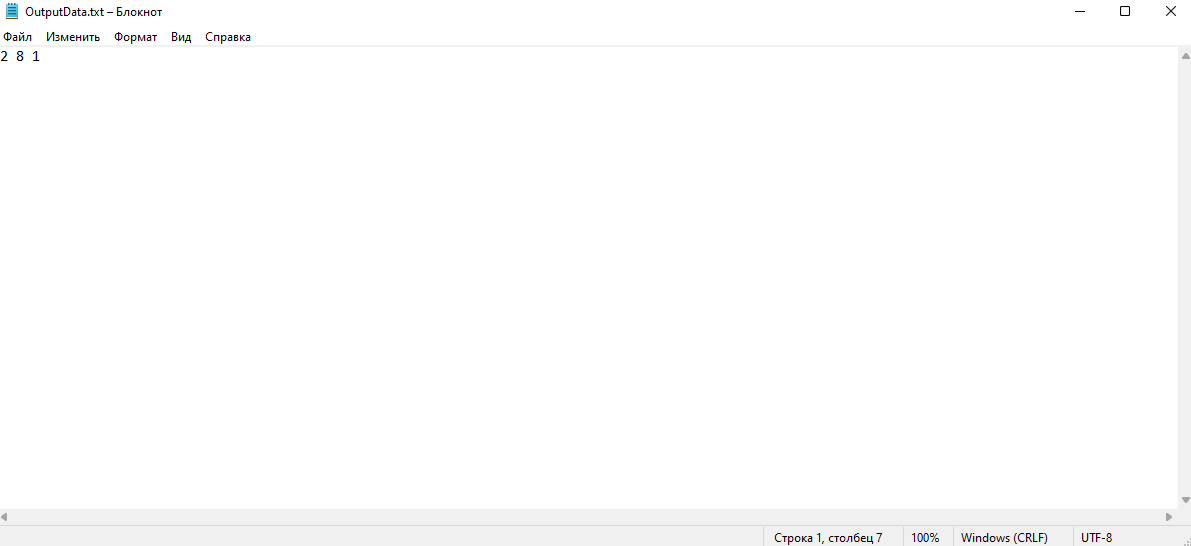 OutputData.txt – Блокнот
Файл Изменить Формат Вид Справка
2 8 1
Строка 1, столбец 7 100% Windows (CRLF) UTF-8